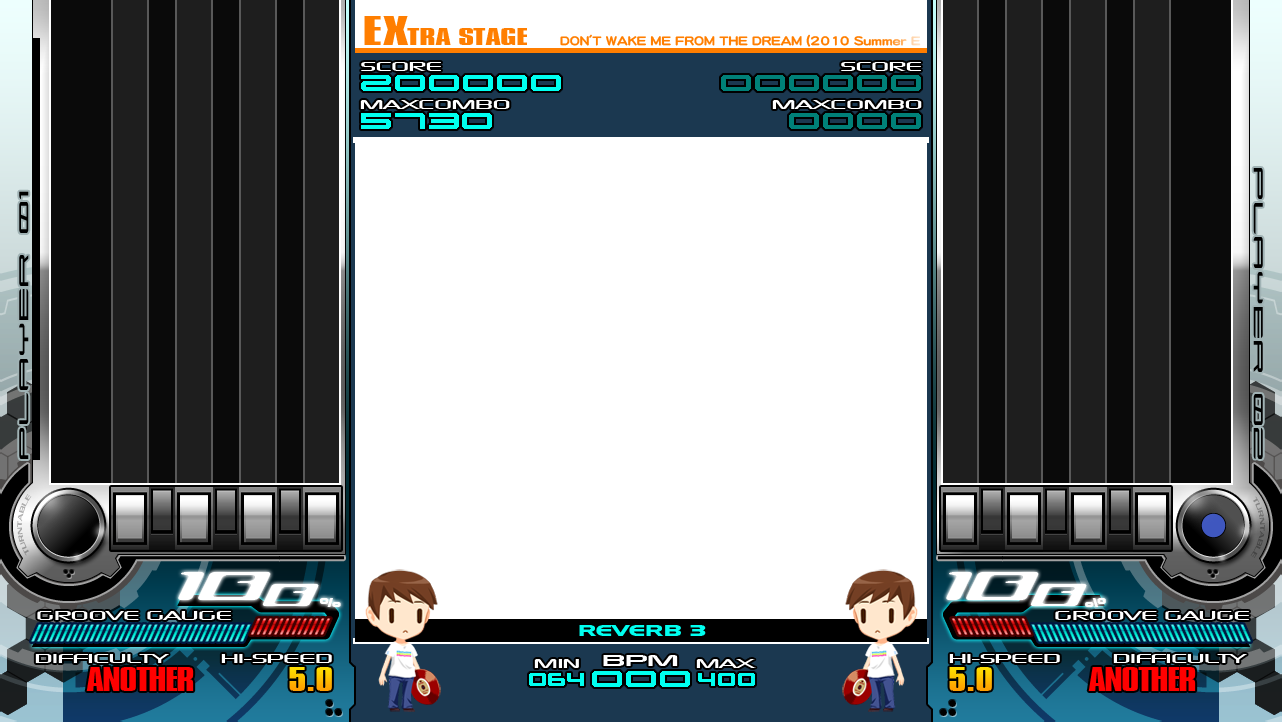 EXTRA STAGE
DON'T WAKE ME FROM THE DREAM (2010 Summer E
SCORE
200000
MAXCOMBO
5730
SCORE
000000
MAXCOMBO
0000
PLAYER 01
PLAYER 02
TURNTABLE
TURNTABLE
100%
GROOVE GAUGE
DIFFICULTY
ANOTHER
HI-SPEED
5.0
REVERB 3
MIN BPM MAX
064 000 400
100%
GROOVE GAUGE
HI-SPEED
5.0
DIFFICULTY
ANOTHER